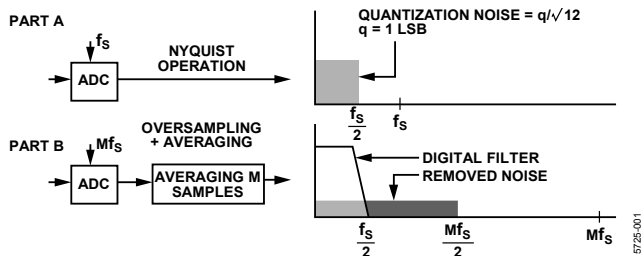 PART A
fS
ADC
NYQUIST
OPERATION
QUANTIZATION NOISE = q/√12
q = 1 LSB
fS/2
fS
PART B
MfS
ADC
OVERSAMPLING
+ AVERAGING
AVERAGING M
SAMPLES
DIGITAL FILTER
REMOVED NOISE
fS/2
MfS/2
MfS
5725-001